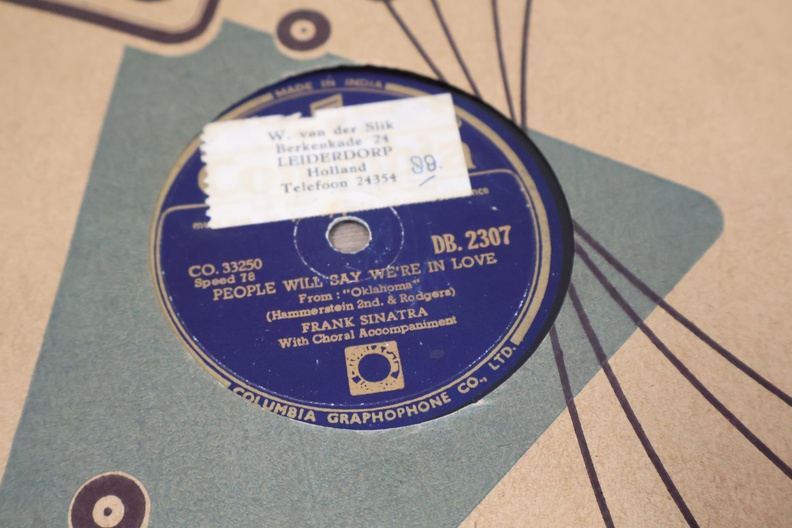 MADE IN INDIA
W. van der Slik
Berkenkade 24
LEIDERDORP
Holland
Telefoon 24354
99.
DB. 2307
CO. 33250
Speed 78
PEOPLE WILL SAY WE'RE IN LOVE
From : "Oklahoma"
(Hammerstein 2nd. & Rodgers)
FRANK SINATRA
With Choral Accompaniment
COLUMBIA GRAPHOPHONE CO., LTD.